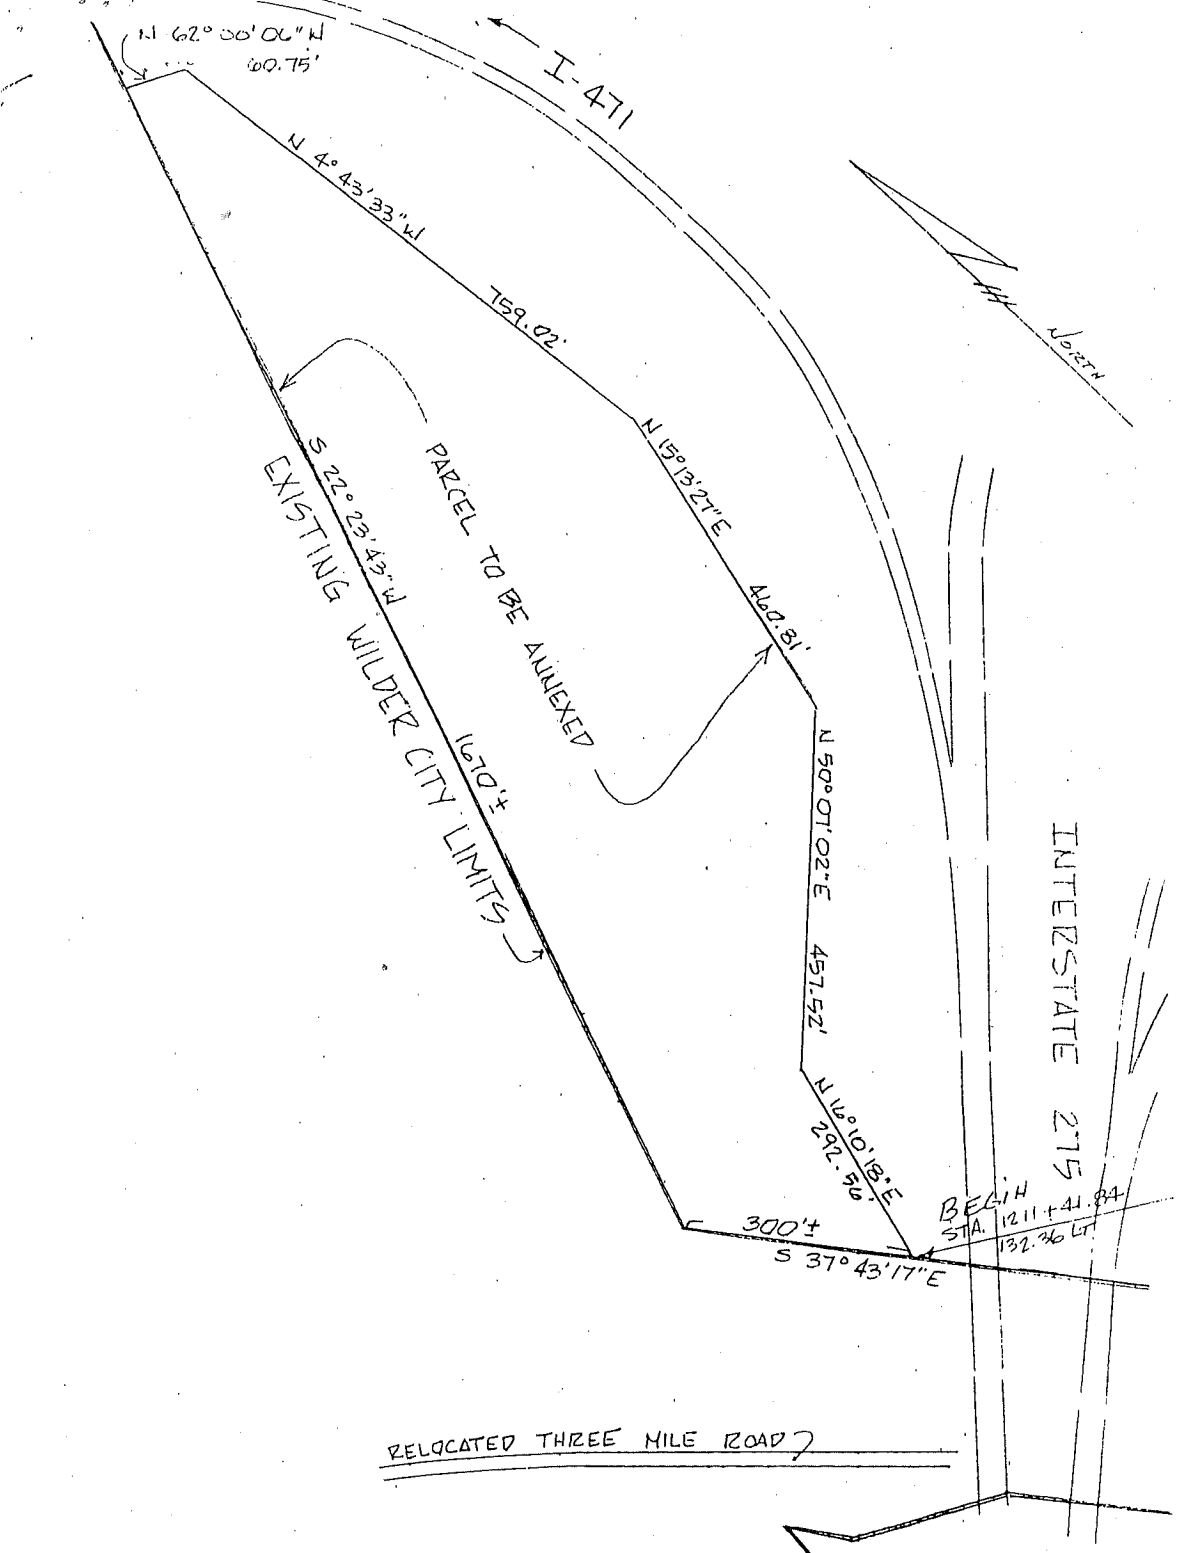 N 62° 00' 06" W
60.75'
I-471
N 4° 43' 33" W
759.02'
NORTH
N 15° 13' 27" E
460.81'
PARCEL TO BE ANNEXED
S 22° 23' 43" W
1670'±
EXISTING WILDER CITY LIMITS
N 50° 07' 02" E 457.52'
INTERSTATE 275
N 16° 10' 18" E
292.56'
BEGIN
STA. 1211+41.84
132.36 LT
300'±
S 37° 43' 17" E
RELOCATED THREE MILE ROAD